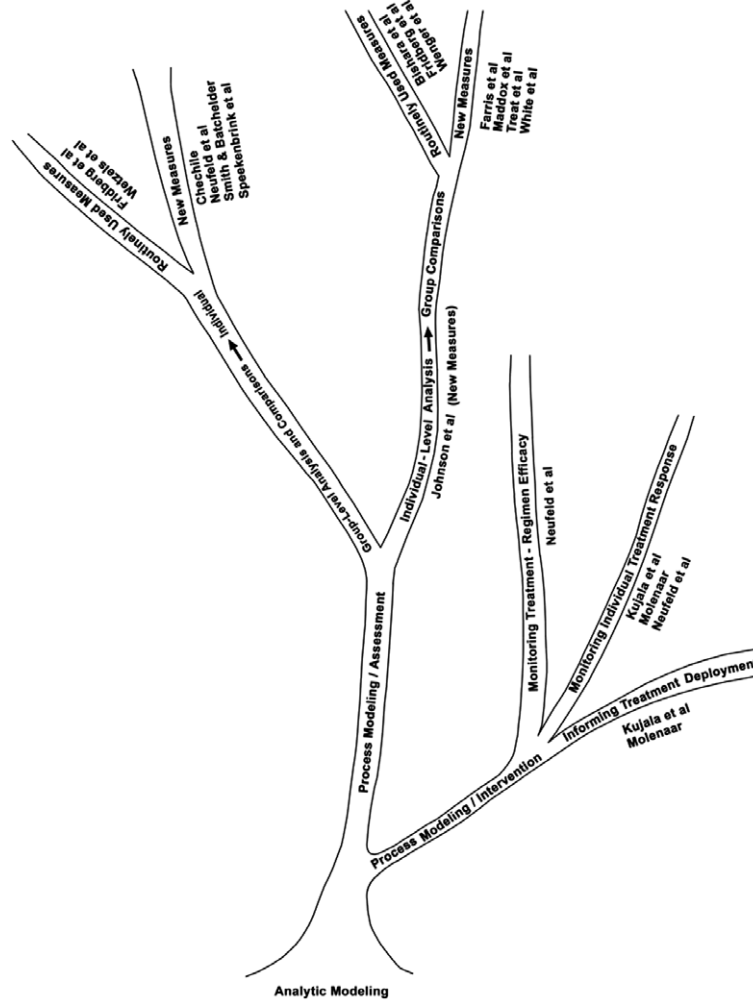 Routinely Used Measures
Bishara et al
Fridberg et al
Wenger et al
New Measures
Farris et al
Maddox et al
Treat et al
White et al
Routinely Used Measures
Fridberg et al
Wetzels et al
New Measures
Chechile
Neufeld et al
Smith & Batchelder
Speekenbrink et al
Group-Level Analysis and Comparisons → Individual
Individual - Level Analysis → Group Comparisons
Johnson et al (New Measures)
Monitoring Treatment - Regimen Efficacy
Neufeld et al
Monitoring Individual Treatment Response
Kujala et al
Molenaar
Neufeld et al
Informing Treatment Deploymen
Kujala et al
Molenaar
Process Modeling / Assessment
Process Modeling / Intervention
Analytic Modeling